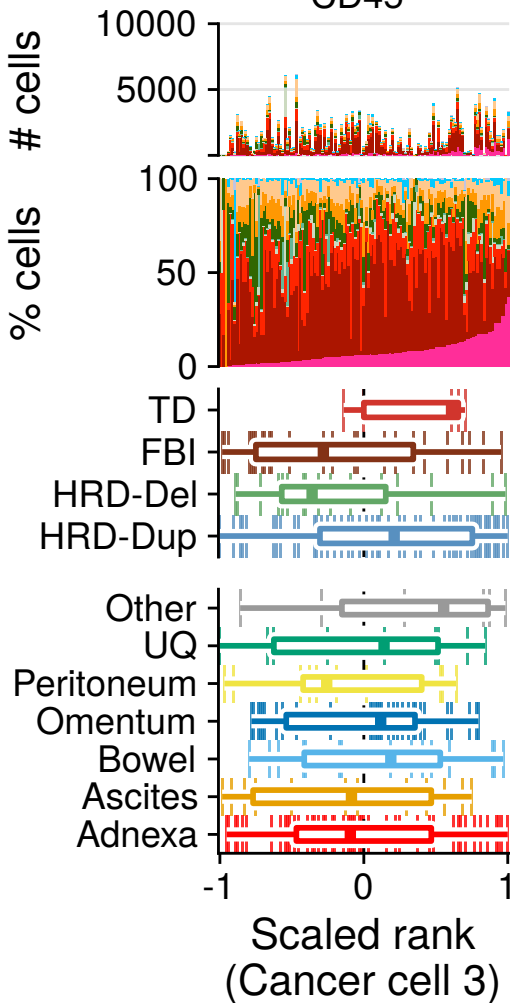 10000
5000
# cells
100
50
0
% cells
TD
FBI
HRD-Del
HRD-Dup
Other
UQ
Peritoneum
Omentum
Bowel
Ascites
Adnexa
-1 0 1
Scaled rank
(Cancer cell 3)